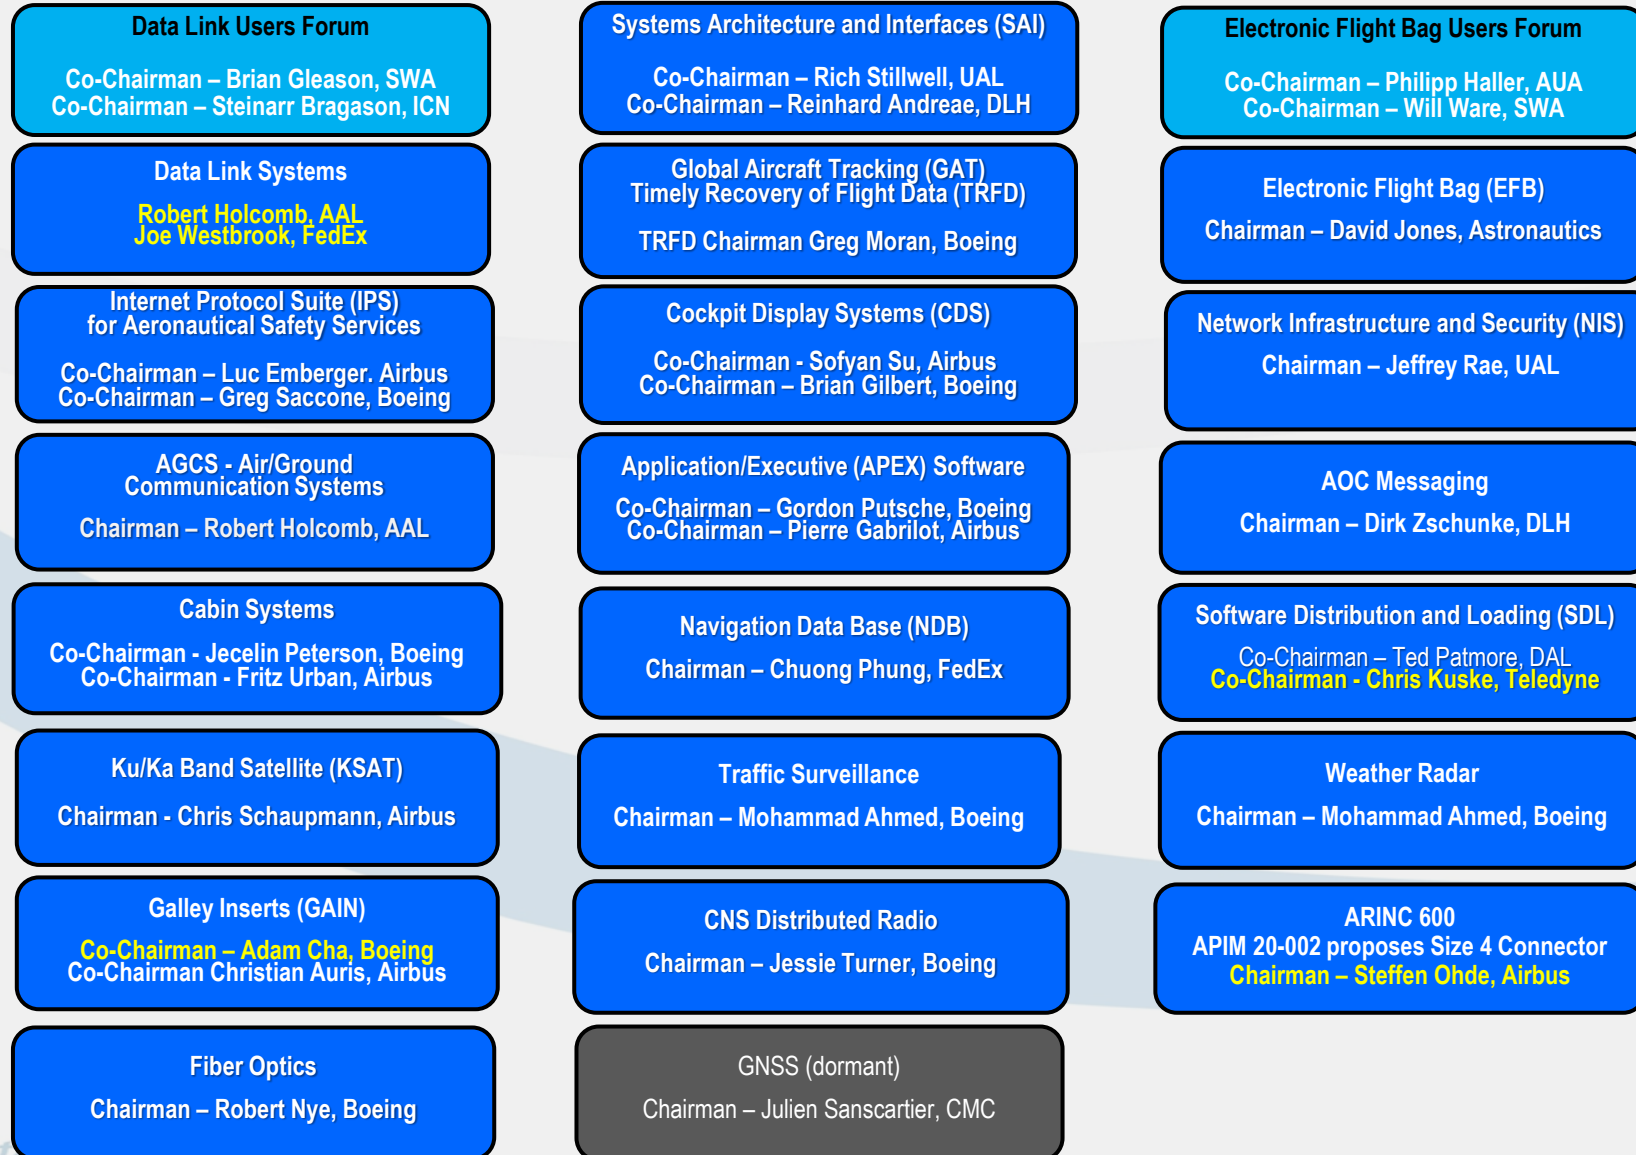 Data Link Users Forum
Co-Chairman – Brian Gleason, SWA
Co-Chairman – Steinarr Bragason, ICN
Data Link Systems
Robert Holcomb, AAL
Joe Westbrook, FedEx
Internet Protocol Suite (IPS)
for Aeronautical Safety Services
Co-Chairman – Luc Emberger. Airbus
Co-Chairman – Greg Saccone, Boeing
AGCS - Air/Ground
Communication Systems
Chairman – Robert Holcomb, AAL
Cabin Systems
Co-Chairman - Jecelin Peterson, Boeing
Co-Chairman - Fritz Urban, Airbus
Ku/Ka Band Satellite (KSAT)
Chairman - Chris Schaupmann, Airbus
Galley Inserts (GAIN)
Co-Chairman – Adam Cha, Boeing
Co-Chairman Christian Auris, Airbus
Fiber Optics
Chairman – Robert Nye, Boeing
Systems Architecture and Interfaces (SAI)
Co-Chairman – Rich Stillwell, UAL
Co-Chairman – Reinhard Andreae, DLH
Global Aircraft Tracking (GAT)
Timely Recovery of Flight Data (TRFD)
TRFD Chairman Greg Moran, Boeing
Cockpit Display Systems (CDS)
Co-Chairman - Sofyan Su, Airbus
Co-Chairman – Brian Gilbert, Boeing
Application/Executive (APEX) Software
Co-Chairman – Gordon Putsche, Boeing
Co-Chairman – Pierre Gabrilot, Airbus
Navigation Data Base (NDB)
Chairman – Chuong Phung, FedEx
Traffic Surveillance
Chairman – Mohammad Ahmed, Boeing
CNS Distributed Radio
Chairman – Jessie Turner, Boeing
GNSS (dormant)
Chairman – Julien Sanscartier, CMC
Electronic Flight Bag Users Forum
Co-Chairman – Philipp Haller, AUA
Co-Chairman – Will Ware, SWA
Electronic Flight Bag (EFB)
Chairman – David Jones, Astronautics
Network Infrastructure and Security (NIS)
Chairman – Jeffrey Rae, UAL
AOC Messaging
Chairman – Dirk Zschunke, DLH
Software Distribution and Loading (SDL)
Co-Chairman – Ted Patmore, DAL
Co-Chairman - Chris Kuske, Teledyne
Weather Radar
Chairman – Mohammad Ahmed, Boeing
ARINC 600
APIM 20-002 proposes Size 4 Connector
Chairman – Steffen Ohde, Airbus